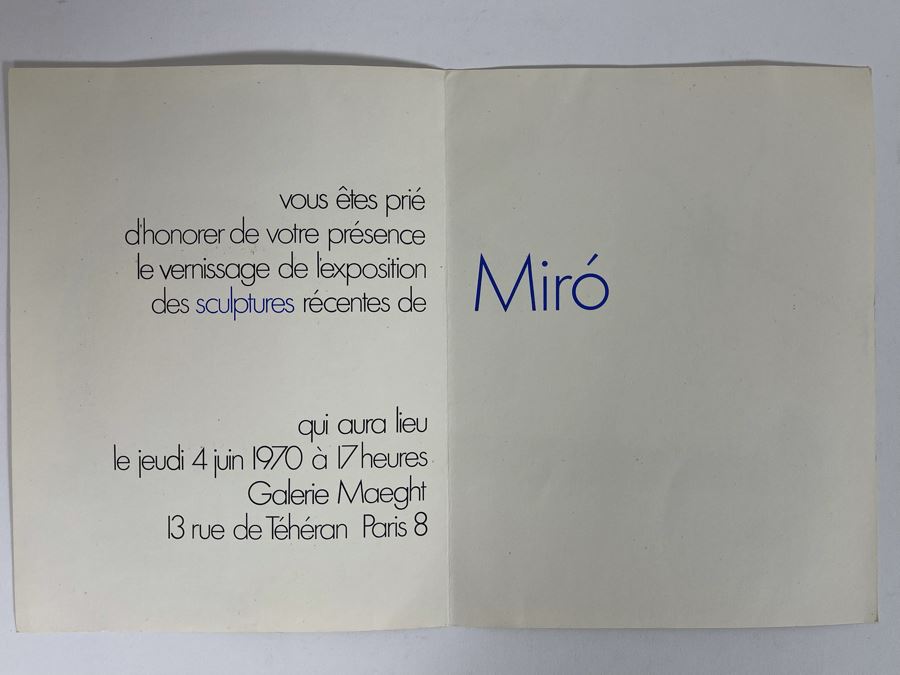 vous êtes prié
d'honorer de votre présence
le vernissage de l'exposition
des sculptures récentes de
Miró
qui aura lieu
le jeudi 4 juin 1970 à 17 heures
Galerie Maeght
13 rue de Téhéran Paris 8